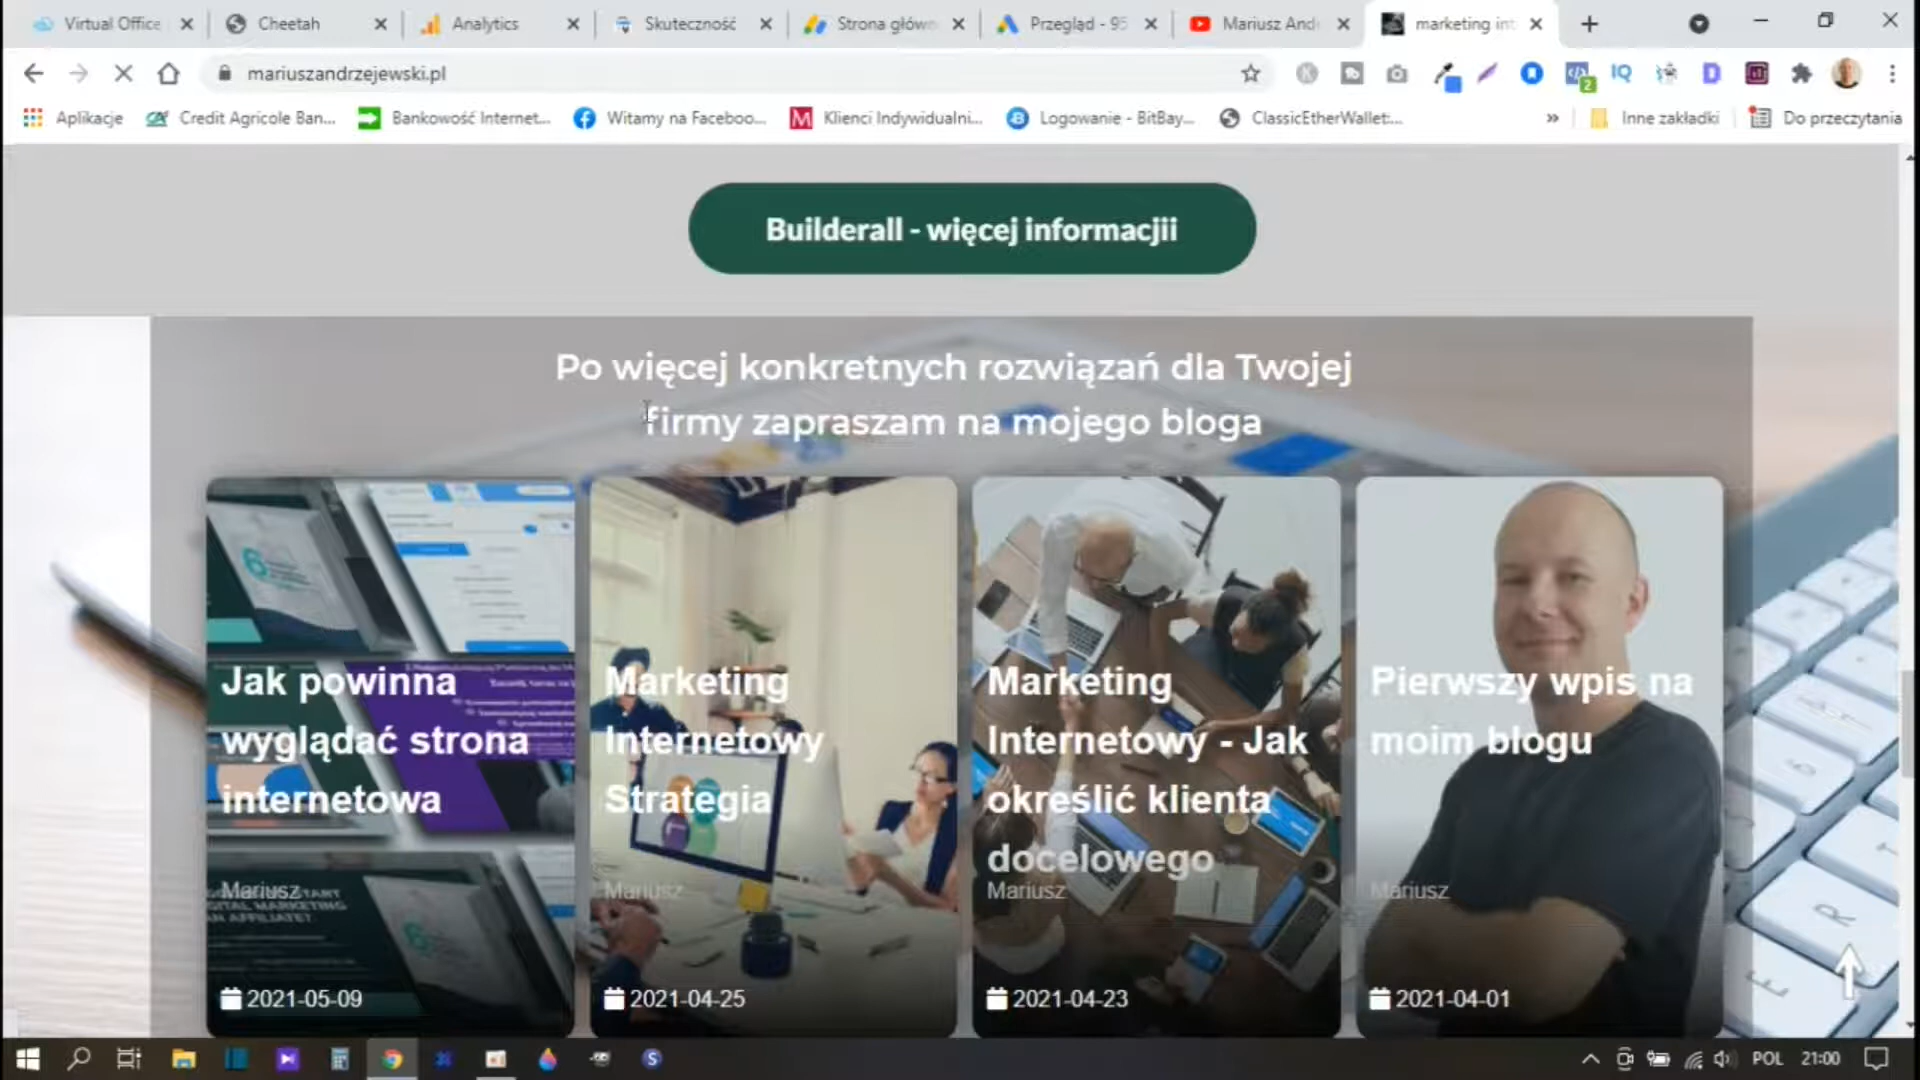 Virtual Office
Cheetah
Analytics
Skuteczność
Strona główn
Przegląd - 95
Mariusz And
marketing int
mariuszandrzejewski.pl
2
IQ
D
Aplikacje
Credit Agricole Ban...
Bankowość Internet...
Witamy na Faceboo...
Klienci Indywidualni...
Logowanie - BitBay...
ClassicEtherWallet:...
»
Inne zakładki
Do przeczytania
Builderall - więcej informacjii
Po więcej konkretnych rozwiązań dla Twojej
firmy zapraszam na mojego bloga
Jak powinna
wyglądać strona
internetowa
Mariusz
2021-05-09
Marketing
Internetowy
Strategia
Mariusz
2021-04-25
Marketing
Internetowy - Jak
określić klienta
docelowego
Mariusz
2021-04-23
Pierwszy wpis na
moim blogu
Mariusz
2021-04-01
POL
21:00